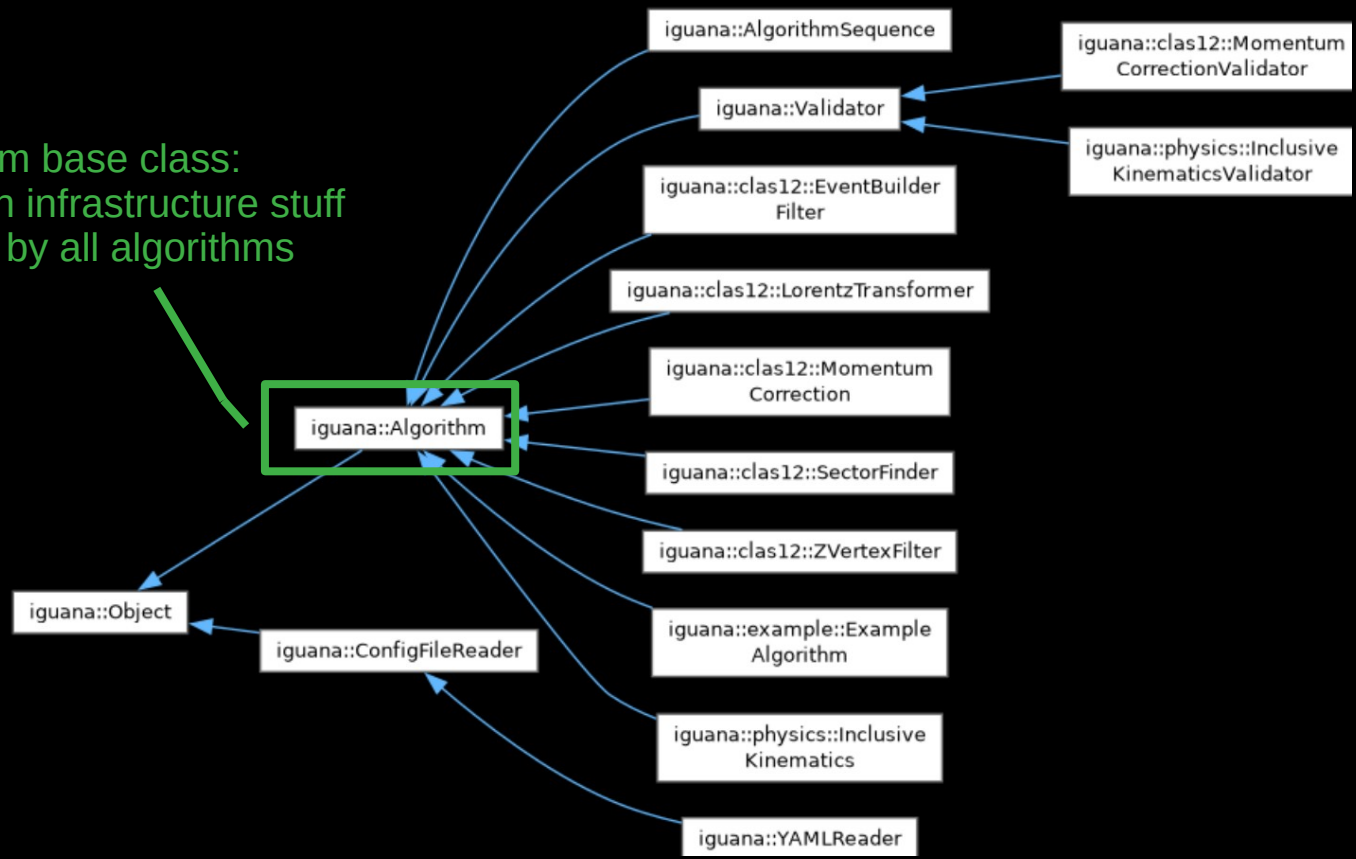 iguana::AlgorithmSequence
iguana::clas12::Momentum
CorrectionValidator
iguana::Validator
iguana::physics::Inclusive
KinematicsValidator
base class:
infrastructure stuff
by all algorithms
iguana::clas12::EventBuilder
Filter
iguana::clas12::LorentzTransformer
iguana::clas12::Momentum
Correction
iguana::Algorithm
iguana::clas12::SectorFinder
iguana::clas12::ZVertexFilter
iguana::Object
iguana::ConfigFileReader
iguana::example::Example
Algorithm
iguana::physics::Inclusive
Kinematics
iguana::YAMLReader